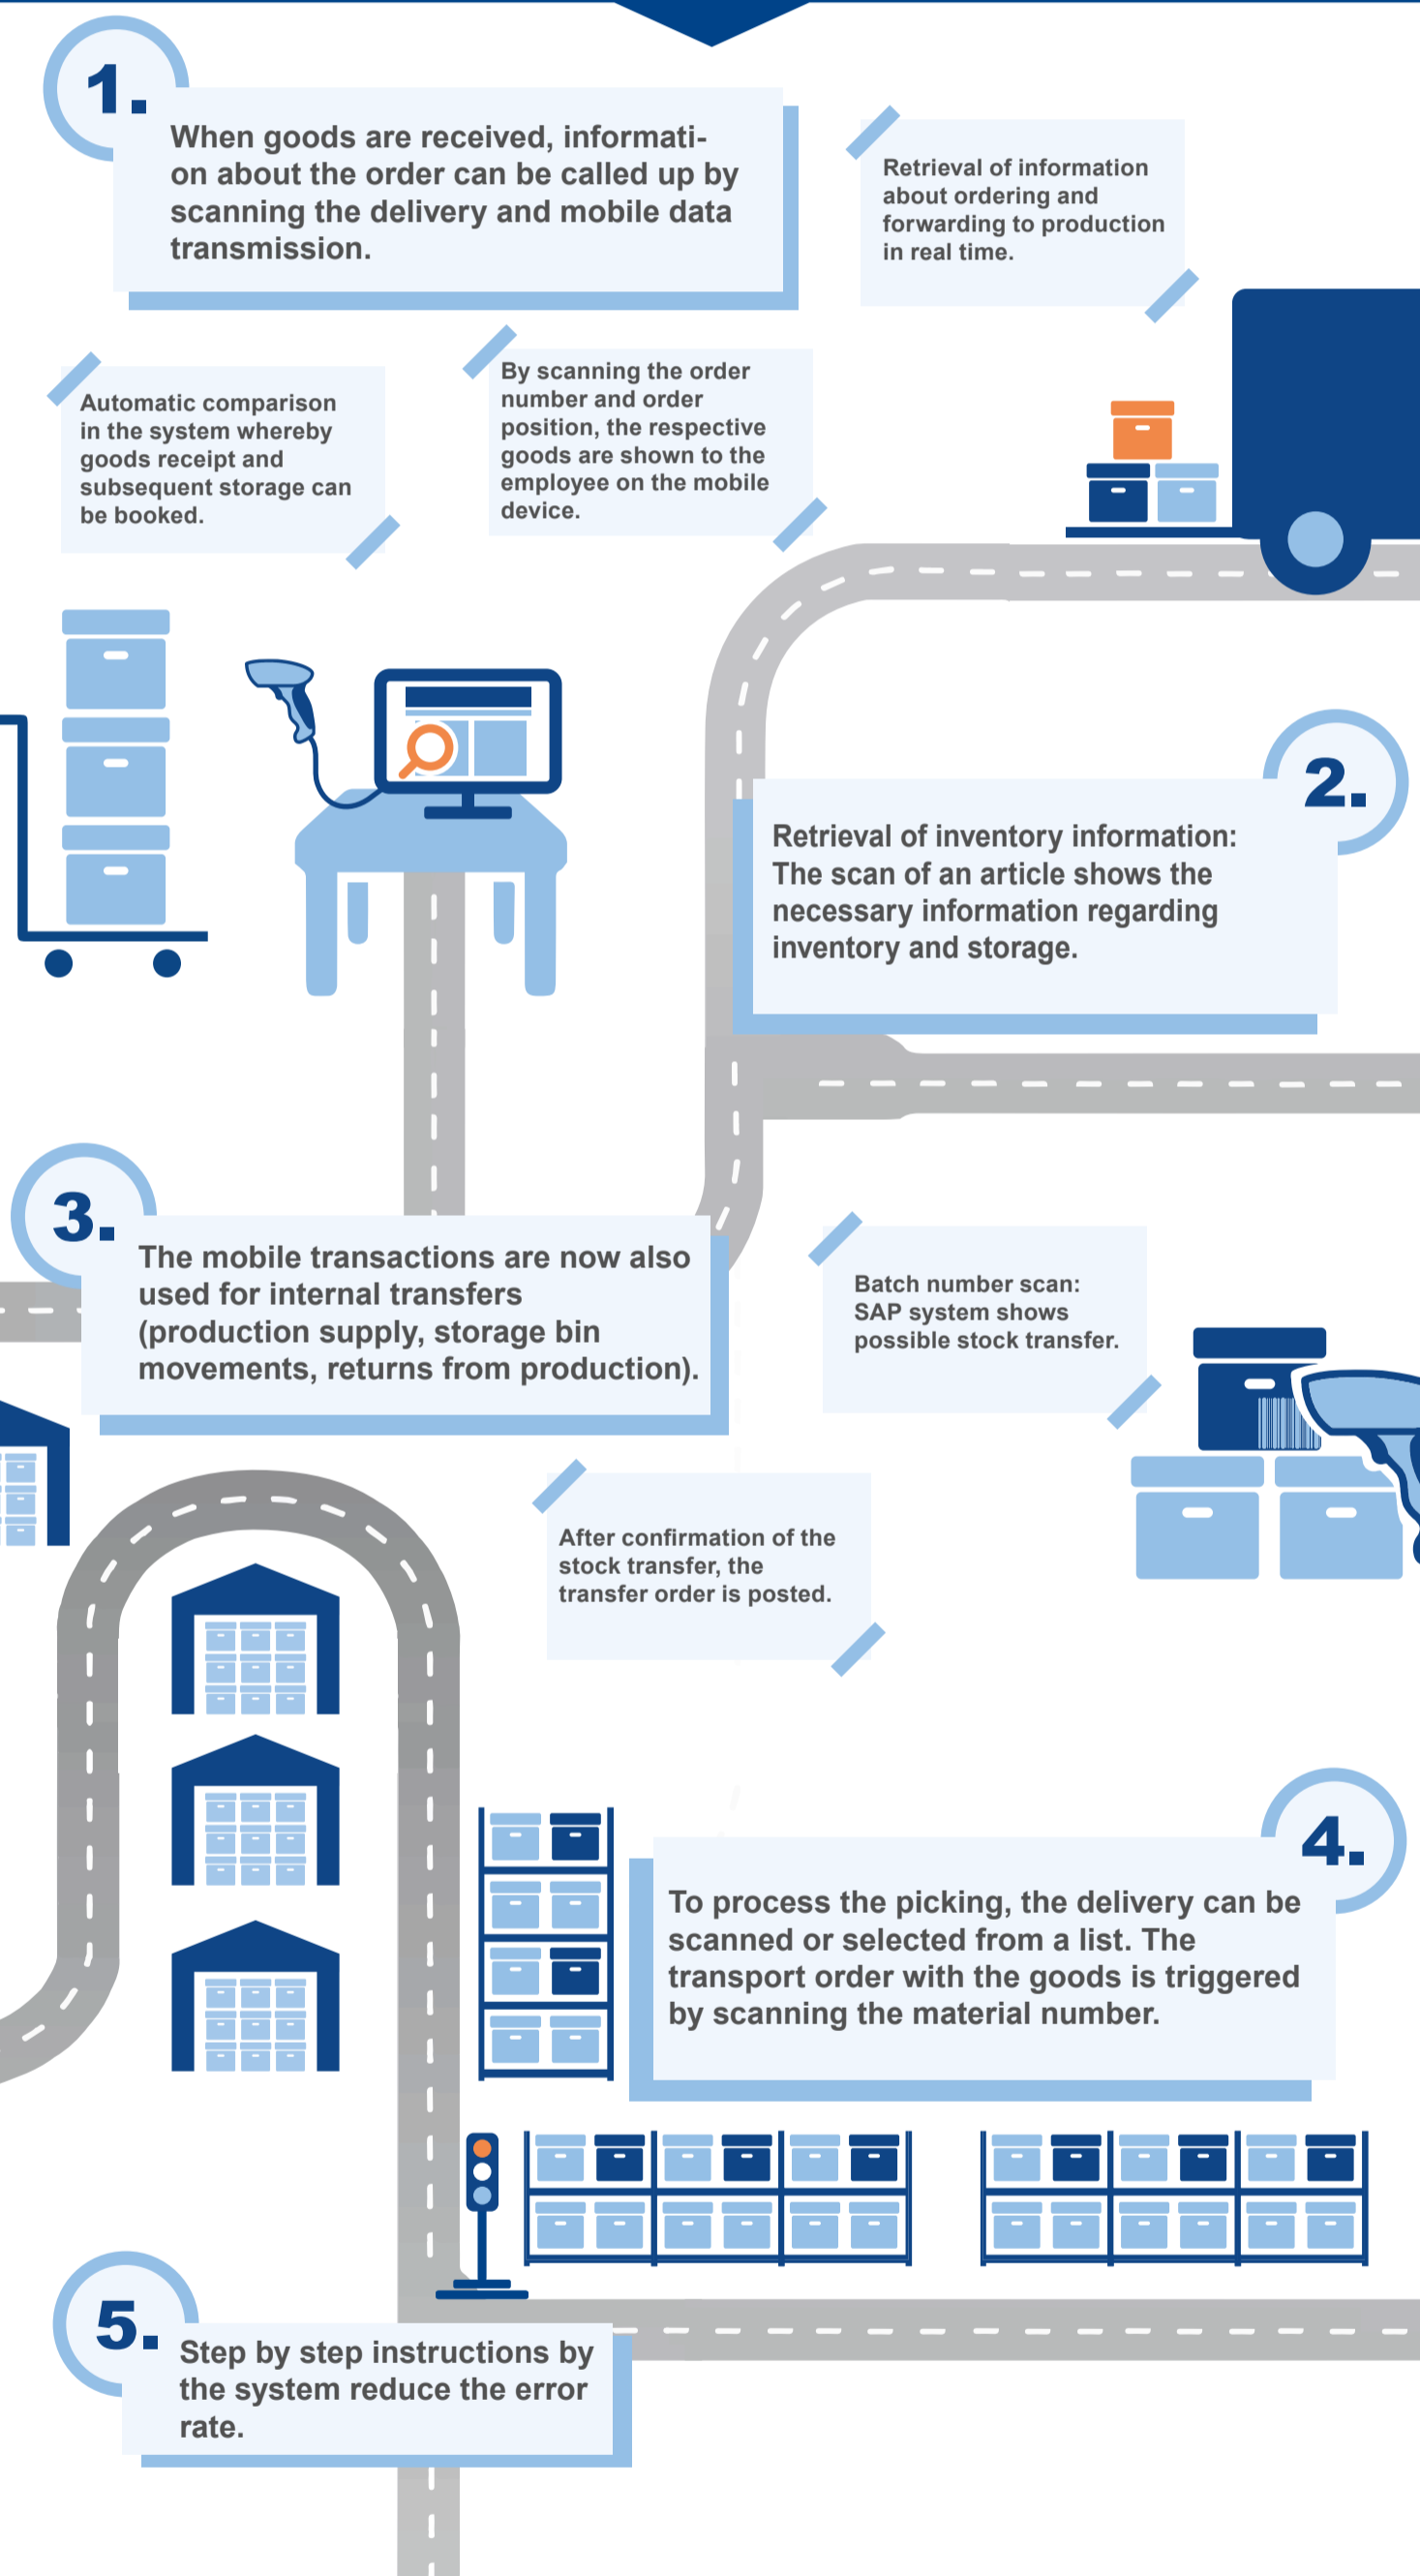 1.
When goods are received, informati-
on about the order can be called up by
scanning the delivery and mobile data
transmission.
Retrieval of information
about ordering and
forwarding to production
in real time.
Automatic comparison
in the system whereby
goods receipt and
subsequent storage can
be booked.
By scanning the order
number and order
position, the respective
goods are shown to the
employee on the mobile
device.
2.
Retrieval of inventory information:
The scan of an article shows the
necessary information regarding
inventory and storage.
3.
The mobile transactions are now also
used for internal transfers
(production supply, storage bin
movements, returns from production).
Batch number scan:
SAP system shows
possible stock transfer.
After confirmation of the
stock transfer, the
transfer order is posted.
4.
To process the picking, the delivery can be
scanned or selected from a list. The
transport order with the goods is triggered
by scanning the material number.
5.
Step by step instructions by
the system reduce the error
rate.